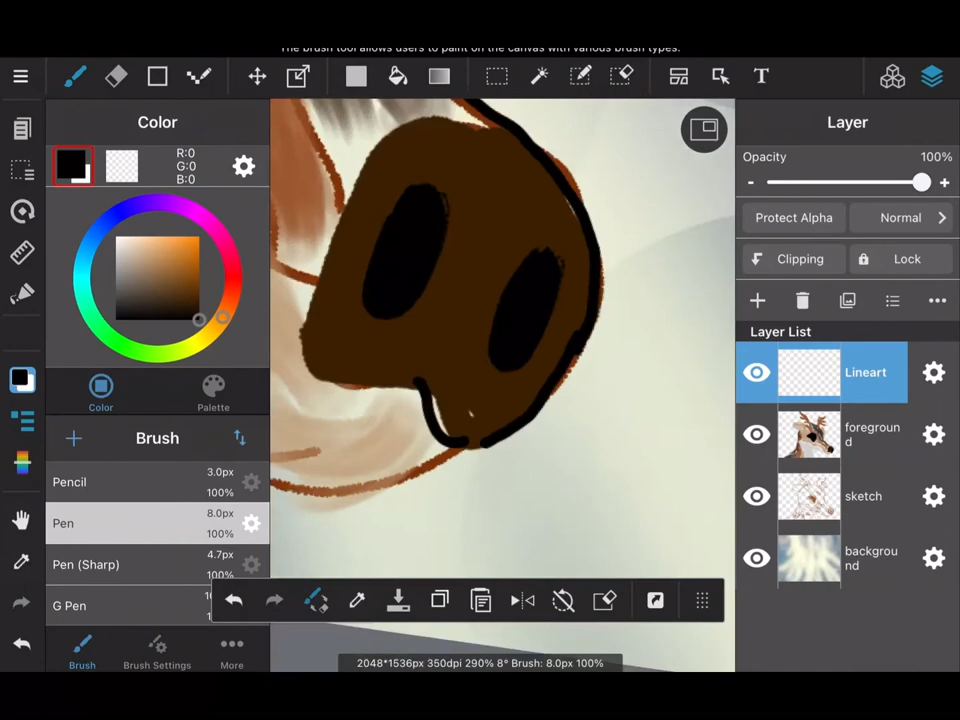 The brush tool allows users to paint on the canvas with various brush types.
T
Color
R:0
G:0
B:0
Color
Palette
Brush
Pencil
3.0px
100%
Pen
8.0px
100%
Pen (Sharp)
4.7px
100%
G Pen
Brush
Brush Settings
More
2048*1536px 350dpi 290% 8° Brush: 8.0px 100%
Layer
Opacity
100%
-
+
Protect Alpha
Normal
Clipping
Lock
Layer List
Lineart
foregroun
d
sketch
backgroun
d